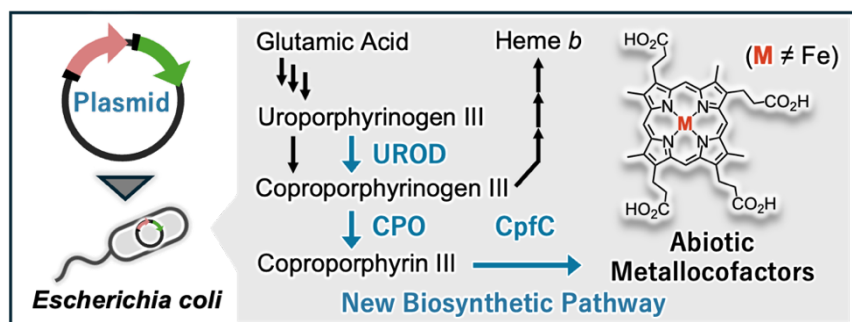 Plasmid
Escherichia coli
Glutamic Acid
Heme b
Uroporphyrinogen III
UROD
Coproporphyrinogen III
CPO
CpfC
Coproporphyrin III
New Biosynthetic Pathway
HO2C
(M ≠ Fe)
CO2H
N
N
M
N
N
HO2C
CO2H
Abiotic
Metallocofactors